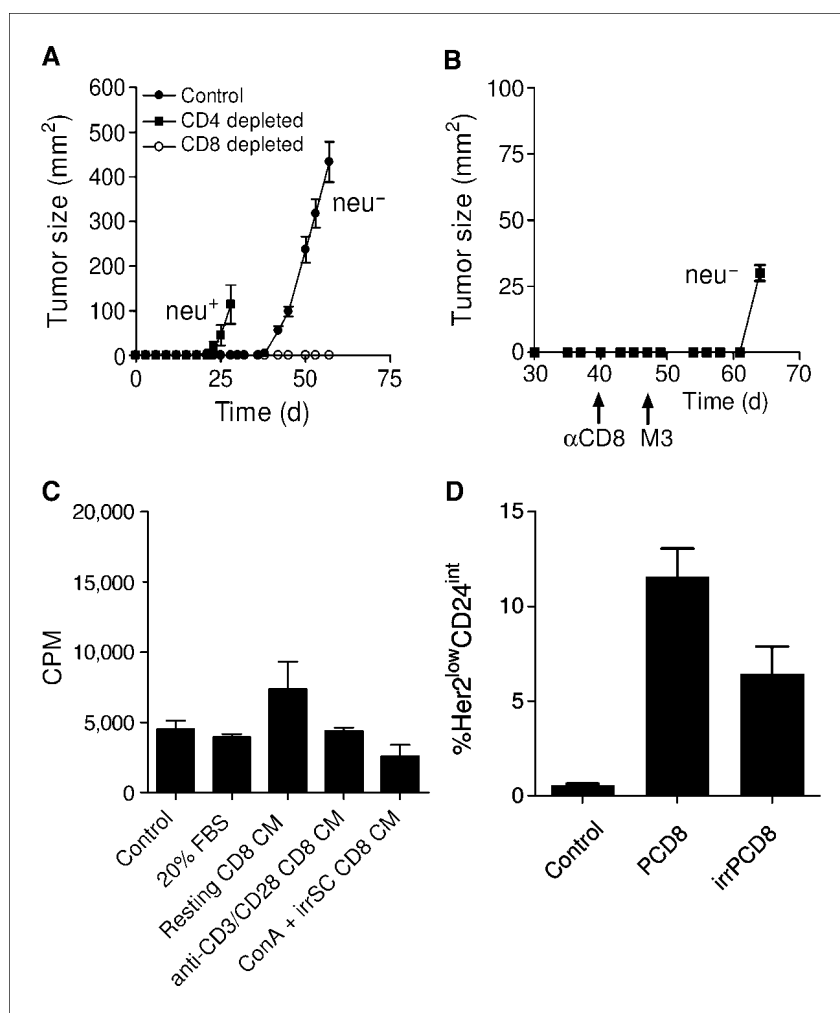 A
Tumor size (mm²)
600
500
400
300
200
100
0
Control
CD4 depleted
CD8 depleted
neu⁺
neu⁻
0 25 50 75
Time (d)
B
Tumor size (mm²)
100
75
50
25
0
neu⁻
30 40 50 60 70
Time (d)
αCD8 M3
C
CPM
20,000
15,000
10,000
5,000
0
Control
20% FBS
Resting CD8 CM
anti-CD3/CD28 CD8 CM
ConA + irrSC CD8 CM
D
%Her2ˡᵒʷCD24ⁱⁿᵗ
15
10
5
0
Control
PCD8
irrPCD8